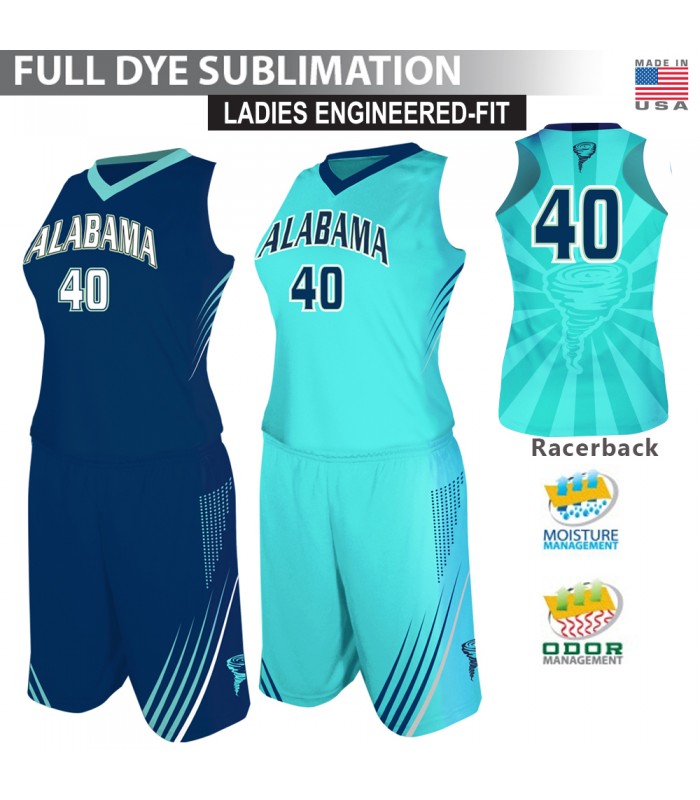 FULL DYE SUBLIMATION
MADE IN
USA
LADIES ENGINEERED-FIT
ALABAMA
40
ALABAMA
40
40
Racerback
MOISTURE
MANAGEMENT
ODOR
MANAGEMENT